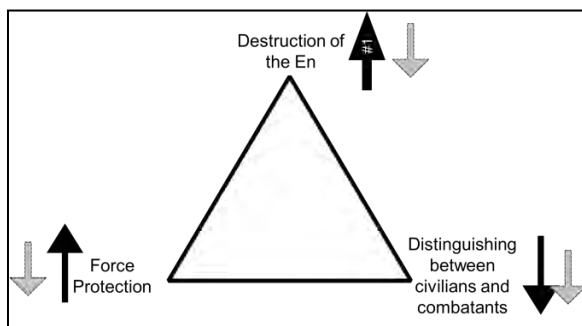 Destruction of
the En
#1
Force
Protection
Distinguishing
between
civilians and
combatants